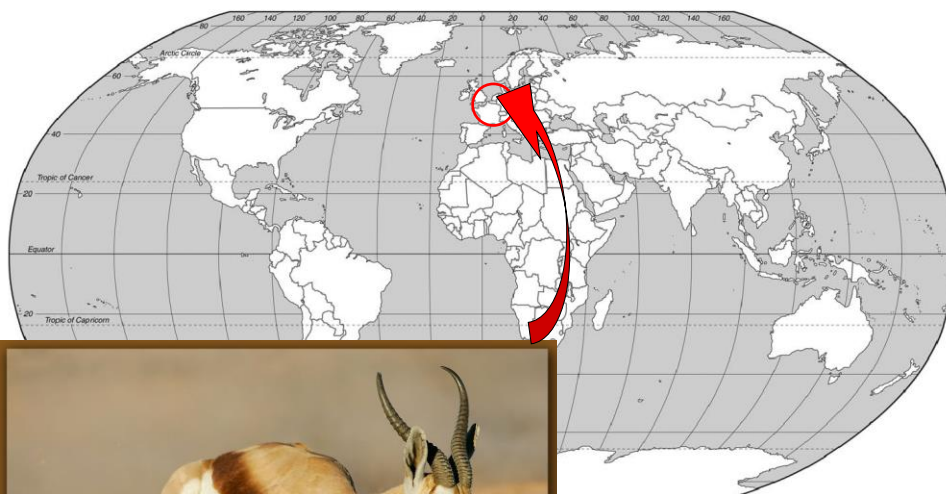 160 140 120 100 80 60 40 20 0 20 40 60 80 100 120 140 160
80
Arctic Circle
60
40
Tropic of Cancer
20
Equator
20
Tropic of Capricorn